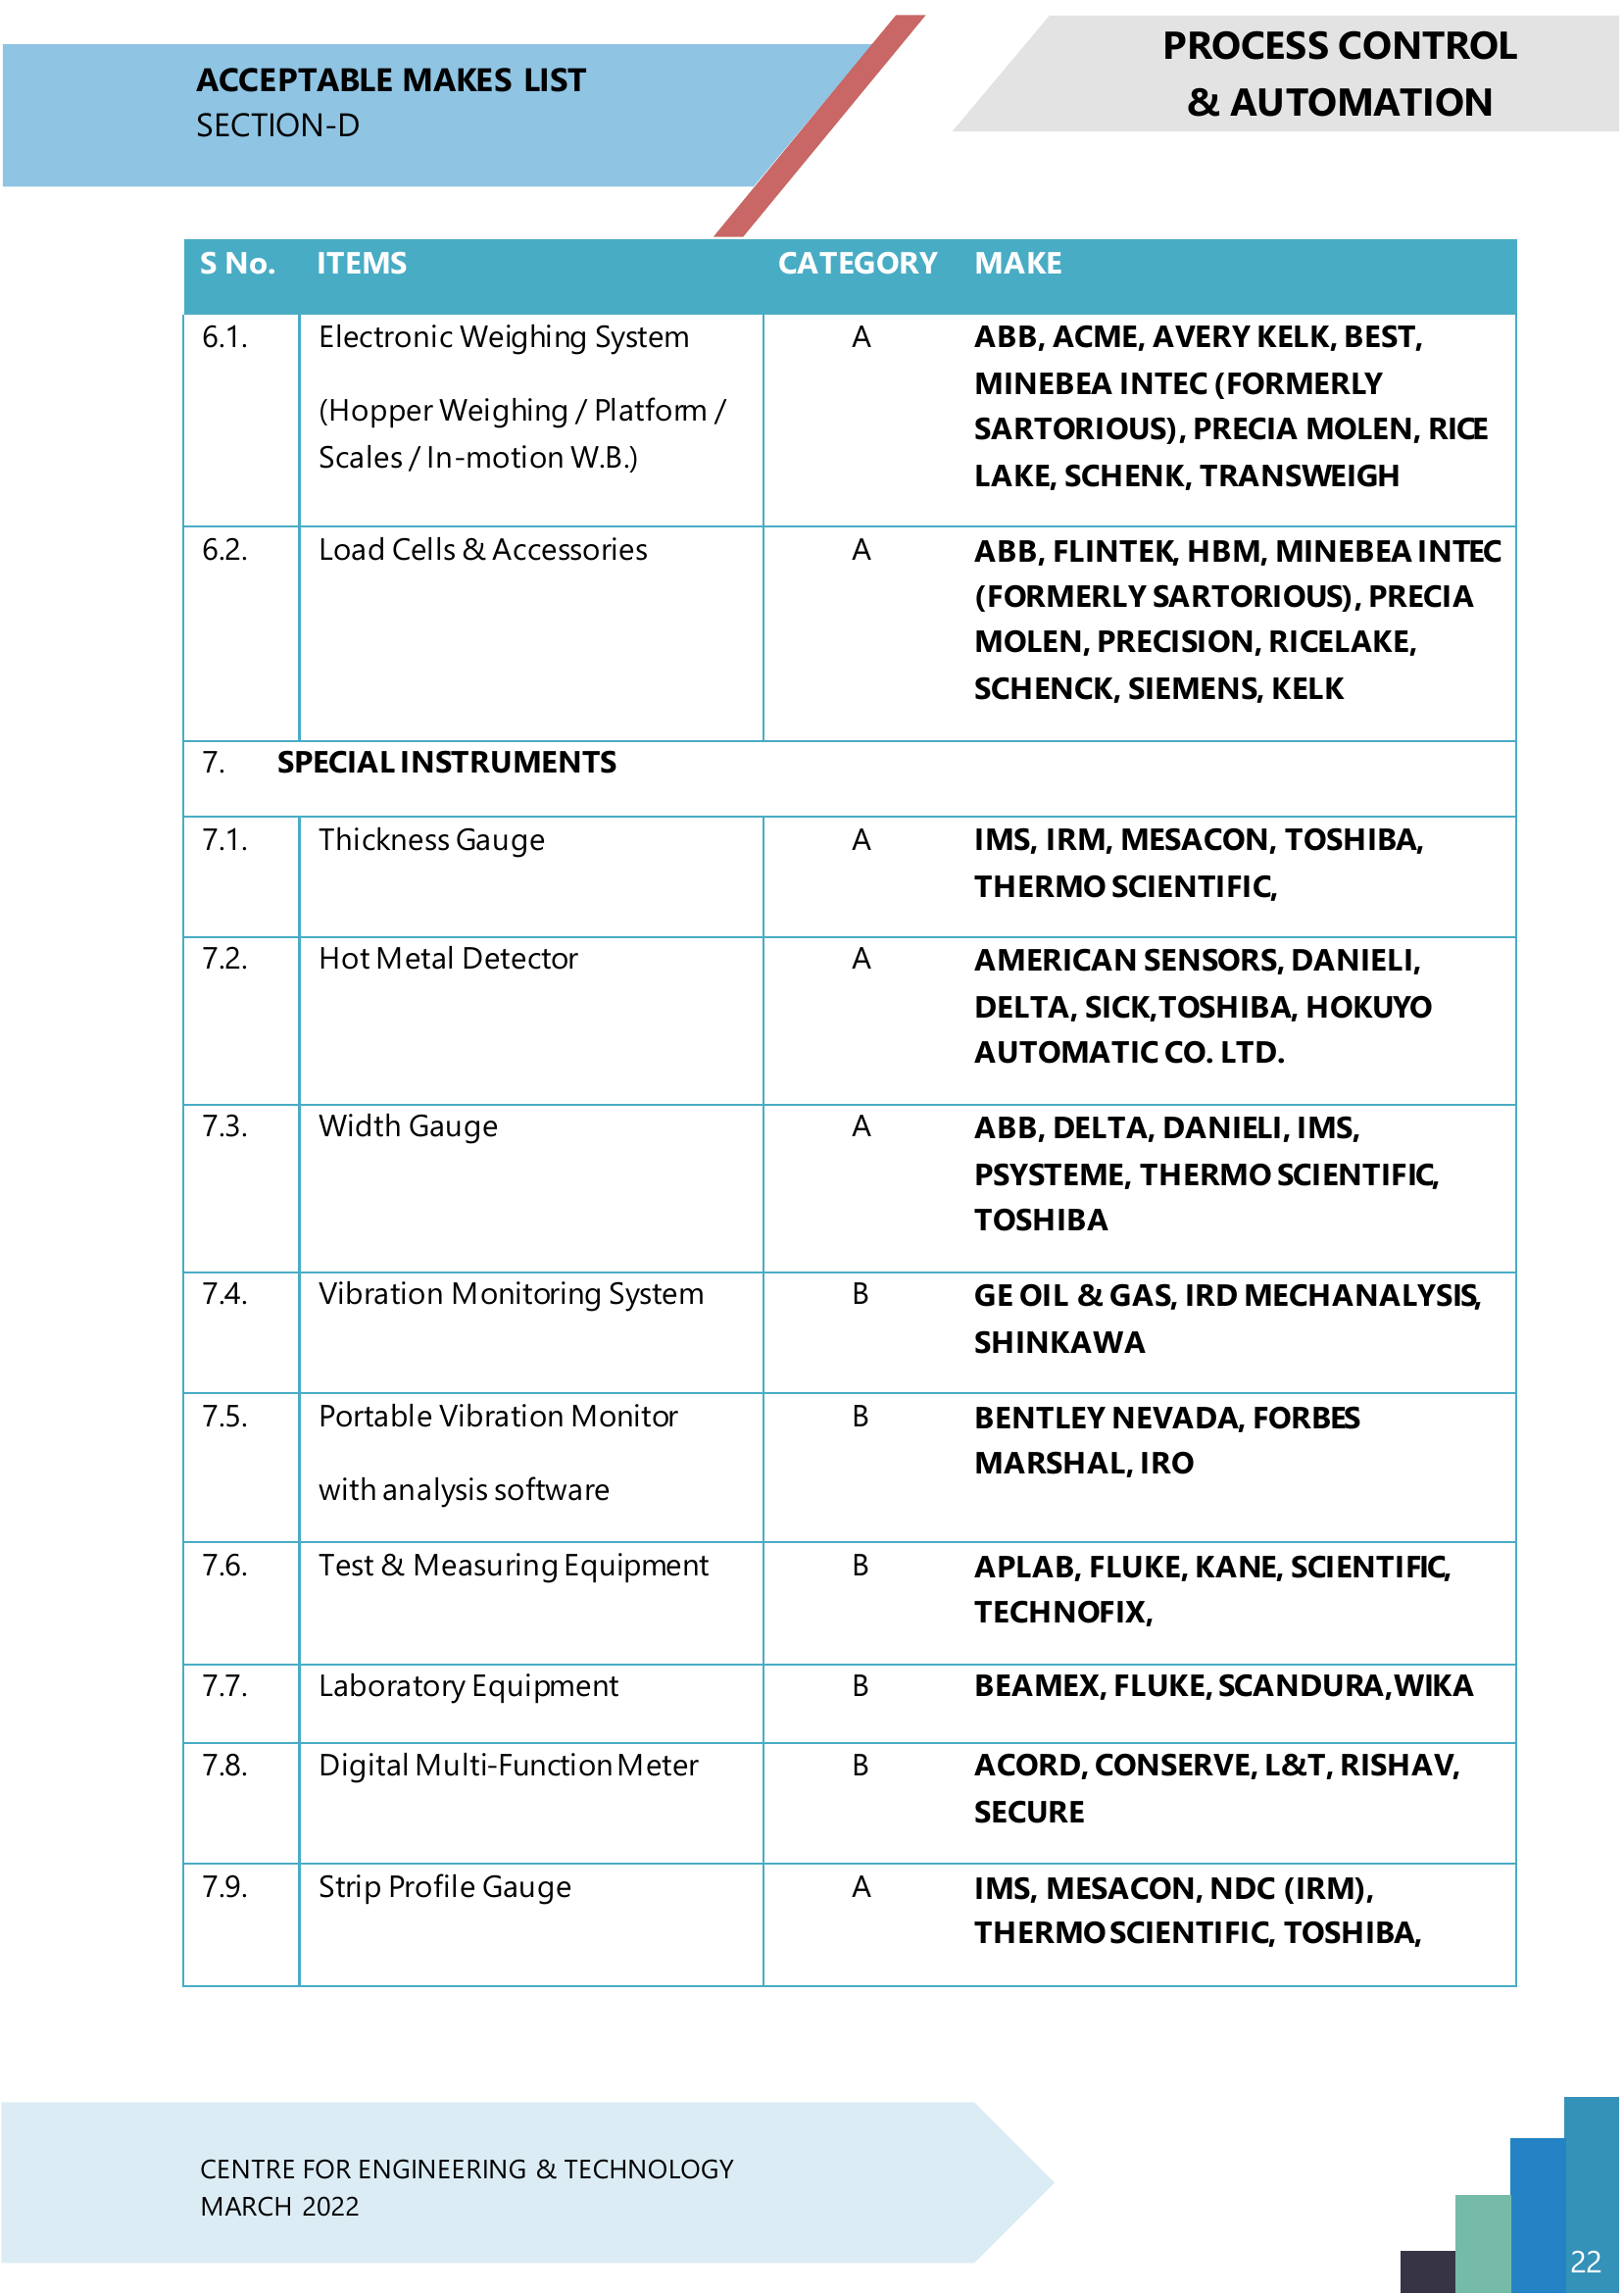 ACCEPTABLE MAKES LIST
SECTION-D
PROCESS CONTROL
& AUTOMATION
S No. ITEMS CATEGORY MAKE
6.1. Electronic Weighing System A ABB, ACME, AVERY KELK, BEST,
MINEBEA INTEC (FORMERLY
(Hopper Weighing / Platform / SARTORIOUS), PRECIA MOLEN, RICE
Scales / In-motion W.B.) LAKE, SCHENK, TRANSWEIGH
6.2. Load Cells & Accessories A ABB, FLINTEK, HBM, MINEBEA INTEC
(FORMERLY SARTORIOUS), PRECIA
MOLEN, PRECISION, RICELAKE,
SCHENCK, SIEMENS, KELK
7. SPECIAL INSTRUMENTS
7.1. Thickness Gauge A IMS, IRM, MESACON, TOSHIBA,
THERMO SCIENTIFIC,
7.2. Hot Metal Detector A AMERICAN SENSORS, DANIELI,
DELTA, SICK,TOSHIBA, HOKUYO
AUTOMATIC CO. LTD.
7.3. Width Gauge A ABB, DELTA, DANIELI, IMS,
PSYSTEME, THERMO SCIENTIFIC,
TOSHIBA
7.4. Vibration Monitoring System B GE OIL & GAS, IRD MECHANALYSIS,
SHINKAWA
7.5. Portable Vibration Monitor B BENTLEY NEVADA, FORBES
MARSHAL, IRO
with analysis software
7.6. Test & Measuring Equipment B APLAB, FLUKE, KANE, SCIENTIFIC,
TECHNOFIX,
7.7. Laboratory Equipment B BEAMEX, FLUKE, SCANDURA,WIKA
7.8. Digital Multi-Function Meter B ACORD, CONSERVE, L&T, RISHAV,
SECURE
7.9. Strip Profile Gauge A IMS, MESACON, NDC (IRM),
THERMO SCIENTIFIC, TOSHIBA,
CENTRE FOR ENGINEERING & TECHNOLOGY
MARCH 2022
22